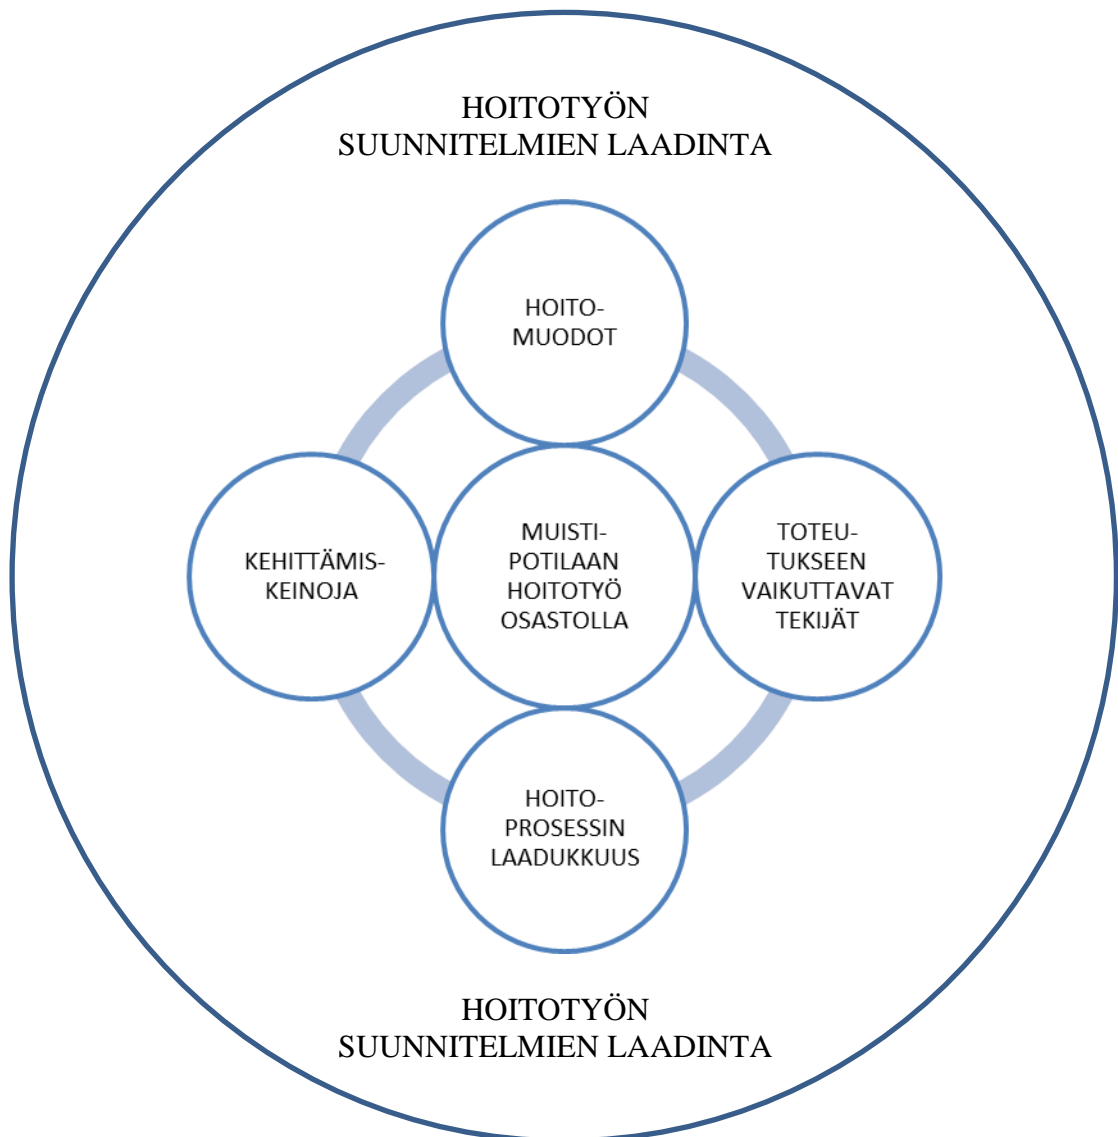 HOITOTYÖN
SUUNNITELMIEN LAADINTA
HOITO-
MUODOT
KEHITTÄMIS-
KEINOJA
MUISTI-
POTILAAN
HOITOTYÖ
OSASTOLLA
TOTEU-
TUKSEEN
VAIKUTTAVAT
TEKIJÄT
HOITO-
PROSESSIN
LAADUKKUUS
HOITOTYÖN
SUUNNITELMIEN LAADINTA